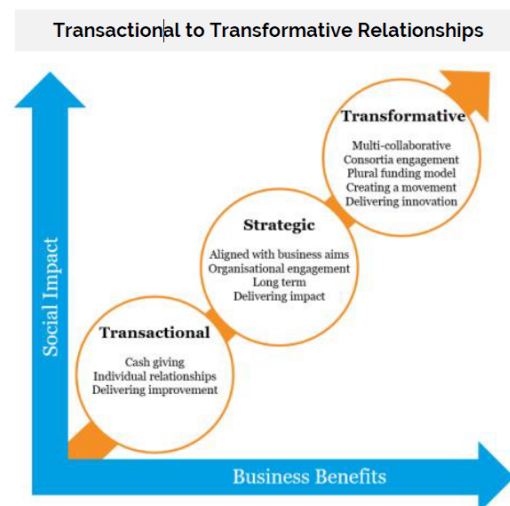 Transactional to Transformative Relationships
Transformative
Multi-collaborative
Consortia engagement
Plural funding model
Creating a movement
Delivering innovation
Strategic
Aligned with business aims
Organisational engagement
Long term
Delivering impact
Transactional
Cash giving
Individual relationships
Delivering improvement
Social Impact
Business Benefits